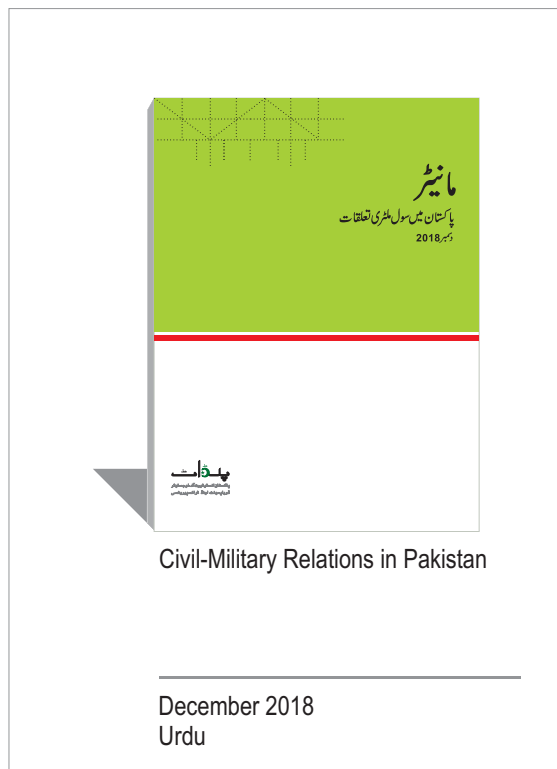 مانیٹر
پاکستان میں سول ملٹری تعلقات
دسمبر 2018
پلڈاٹ
Civil-Military Relations in Pakistan
December 2018
Urdu